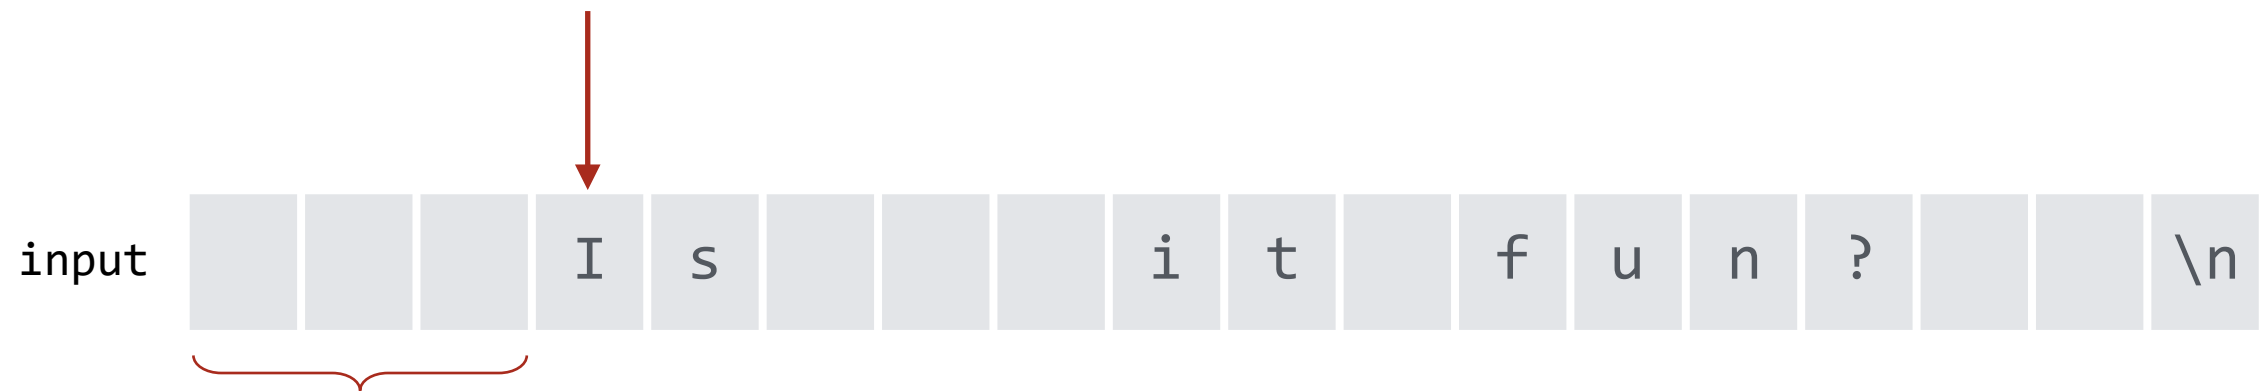 input I s i t f u n ? \n